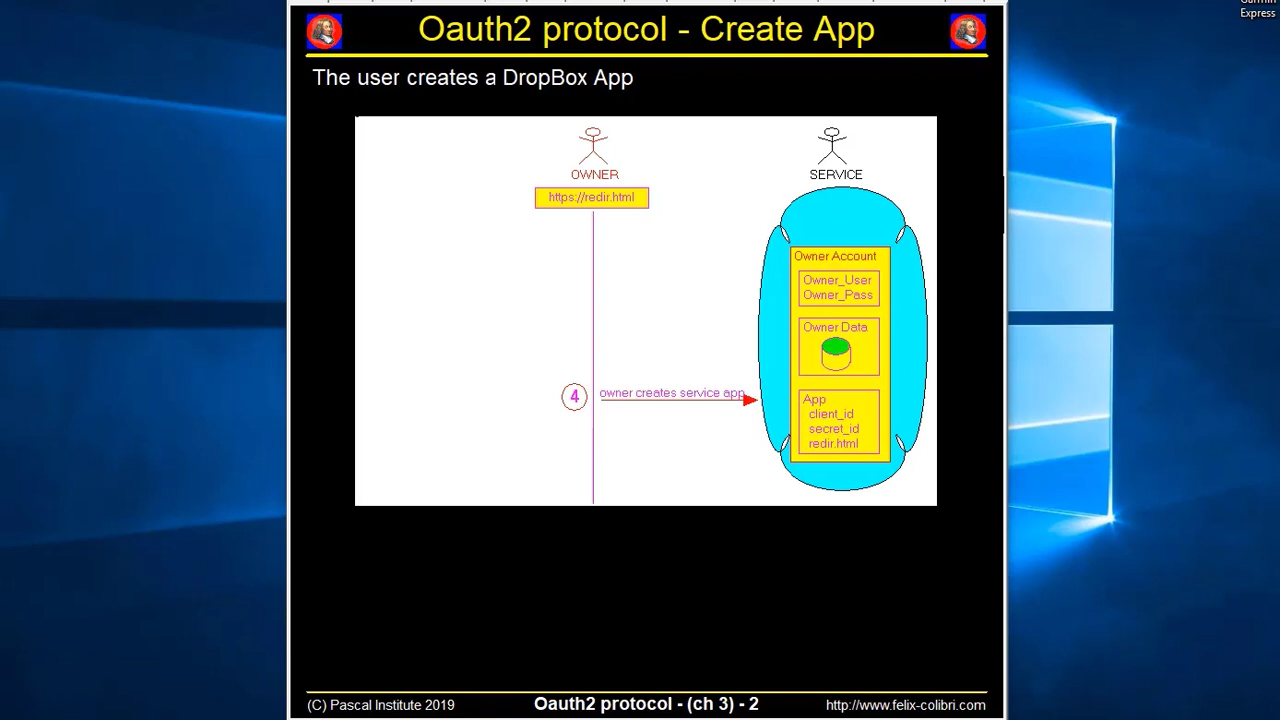 Express
Oauth2 protocol - Create App
The user creates a DropBox App
OWNER
SERVICE
https://redir.html
Owner Account
Owner_User
Owner_Pass
Owner Data
4
owner creates service app
App
client_id
secret_id
redir.html
(C) Pascal Institute 2019
Oauth2 protocol - (ch 3) - 2
http://www.felix-colibri.com